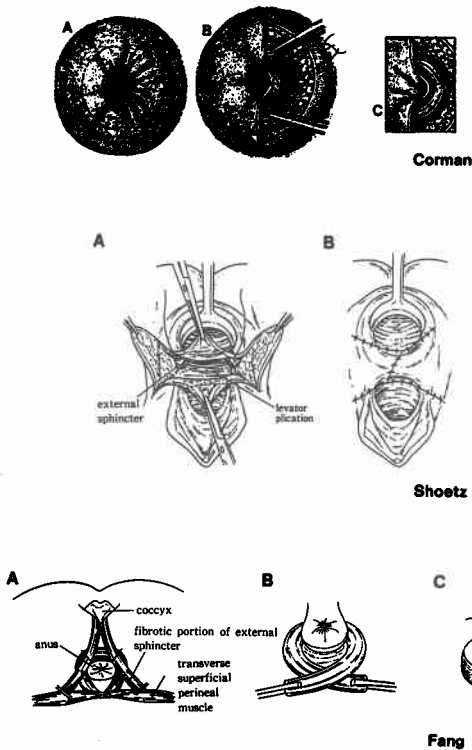 A
B
C
Corman
A
B
external
sphincter
levator
plication
Shoetz
A
B
C
coccyx
anus
fibrotic portion of external
sphincter
transverse
superficial
perineal
muscle
Fang